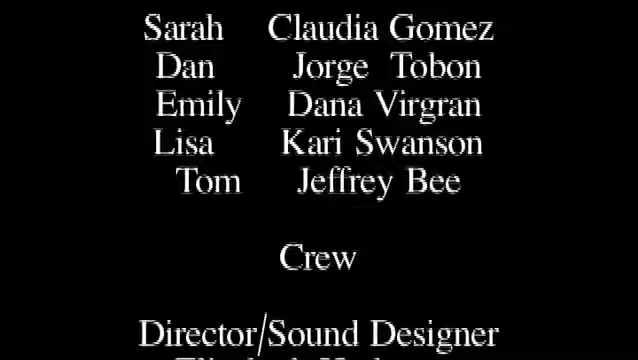 Sarah Claudia Gomez
Dan Jorge Tobon
Emily Dana Virgran
Lisa Kari Swanson
Tom Jeffrey Bee
Crew
Director/Sound Designer